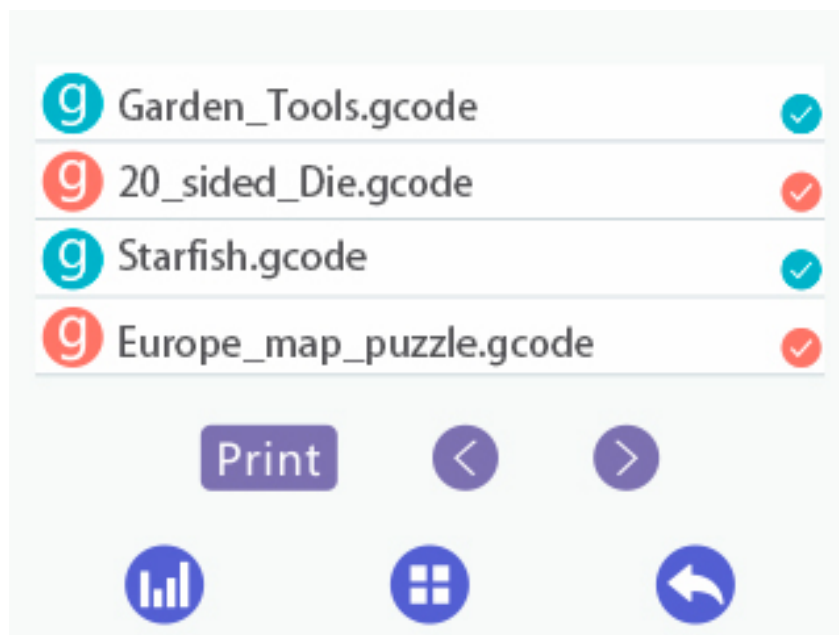 g Garden_Tools.gcode
g 20_sided_Die.gcode
g Starfish.gcode
g Europe_map_puzzle.gcode
Print